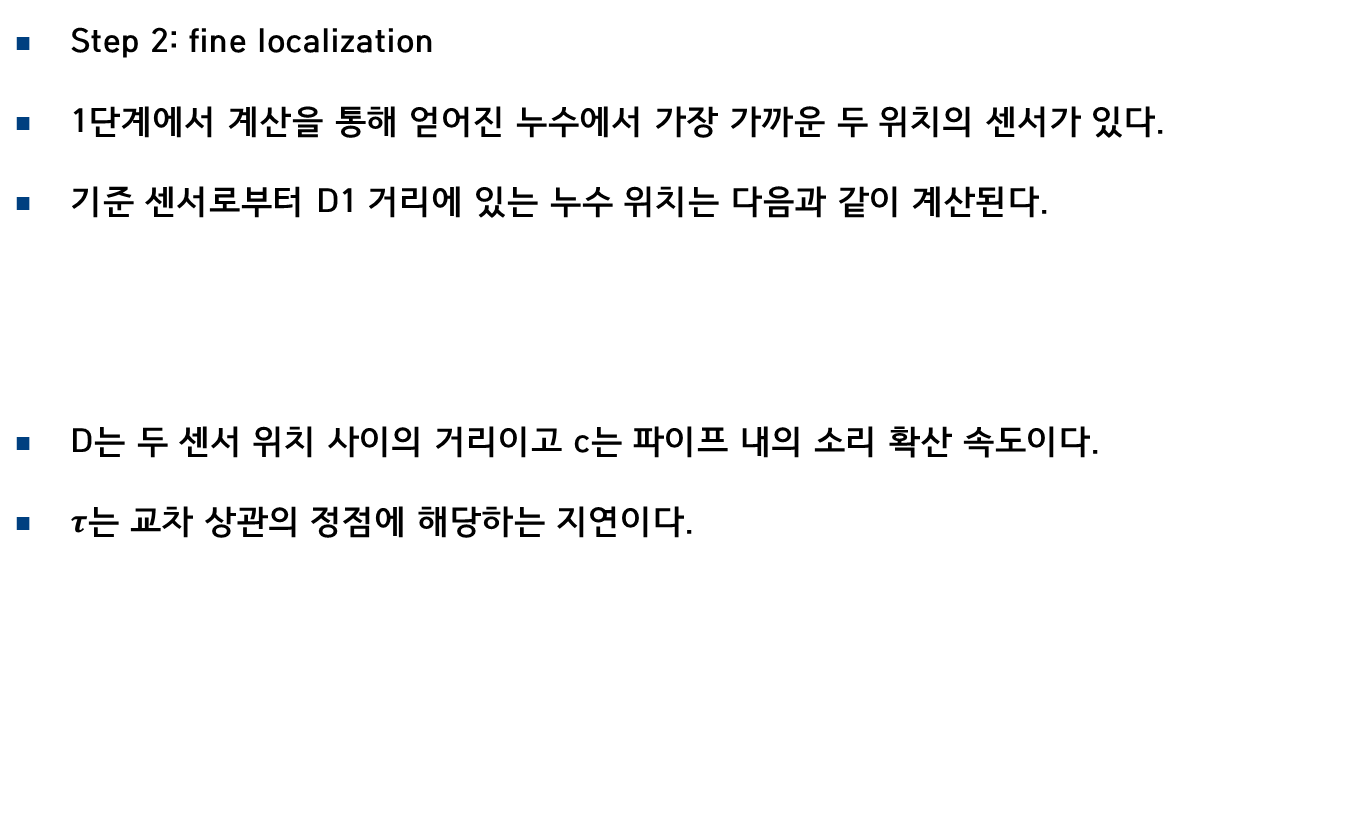 ▪ Step 2: fine localization
▪ 1단계에서 계산을 통해 얻어진 누수에서 가장 가까운 두 위치의 센서가 있다.
▪ 기준 센서로부터 D1 거리에 있는 누수 위치는 다음과 같이 계산된다.
▪ D는 두 센서 위치 사이의 거리이고 c는 파이프 내의 소리 확산 속도이다.
▪ τ는 교차 상관의 정점에 해당하는 지연이다.